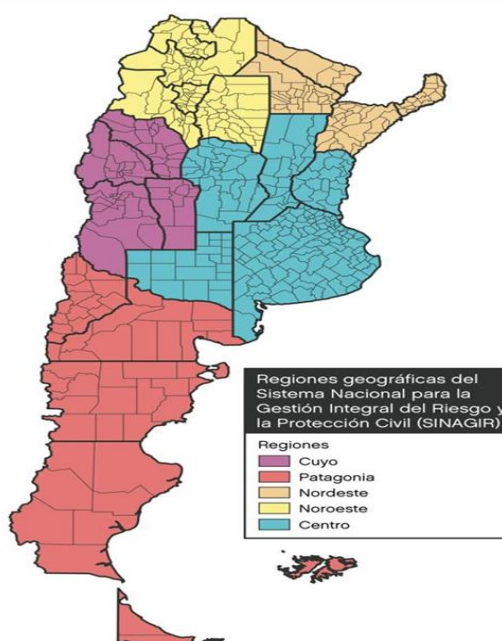 Regiones geográficas del
Sistema Nacional para la
Gestión Integral del Riesgo y
la Protección Civil (SINAGIR)
Regiones
Cuyo
Patagonia
Nordeste
Noroeste
Centro